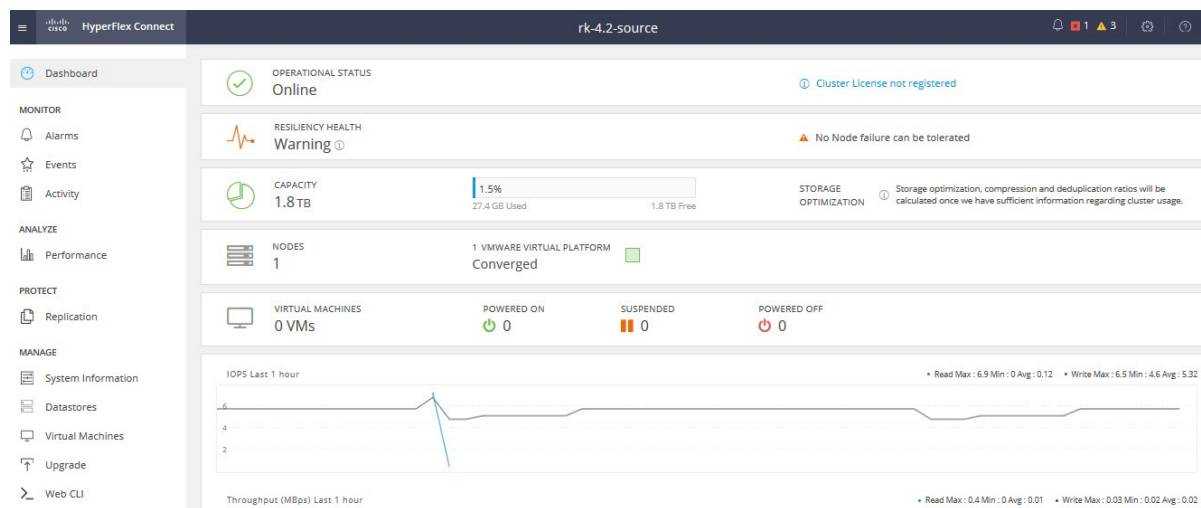 cisco HyperFlex Connect
rk-4.2-source
1 3
Dashboard
MONITOR
Alarms
Events
Activity
ANALYZE
Performance
PROTECT
Replication
MANAGE
System Information
Datastores
Virtual Machines
Upgrade
Web CLI
OPERATIONAL STATUS
Online
Cluster License not registered
RESILIENCY HEALTH
Warning
No Node failure can be tolerated
CAPACITY
1.8 TB
1.5%
27.4 GB Used 1.8 TB Free
STORAGE
OPTIMIZATION
Storage optimization, compression and deduplication ratios will be
calculated once we have sufficient information regarding cluster usage.
NODES
1
1 VMWARE VIRTUAL PLATFORM
Converged
VIRTUAL MACHINES
0 VMs
POWERED ON
0
SUSPENDED
0
POWERED OFF
0
IOPS Last 1 hour
Read Max : 6.9 Min : 0 Avg : 0.12 Write Max : 6.5 Min : 4.6 Avg : 5.32
6
4
2
Throughput (MBps) Last 1 hour
Read Max : 0.4 Min : 0 Avg : 0.01 Write Max : 0.03 Min : 0.02 Avg : 0.02